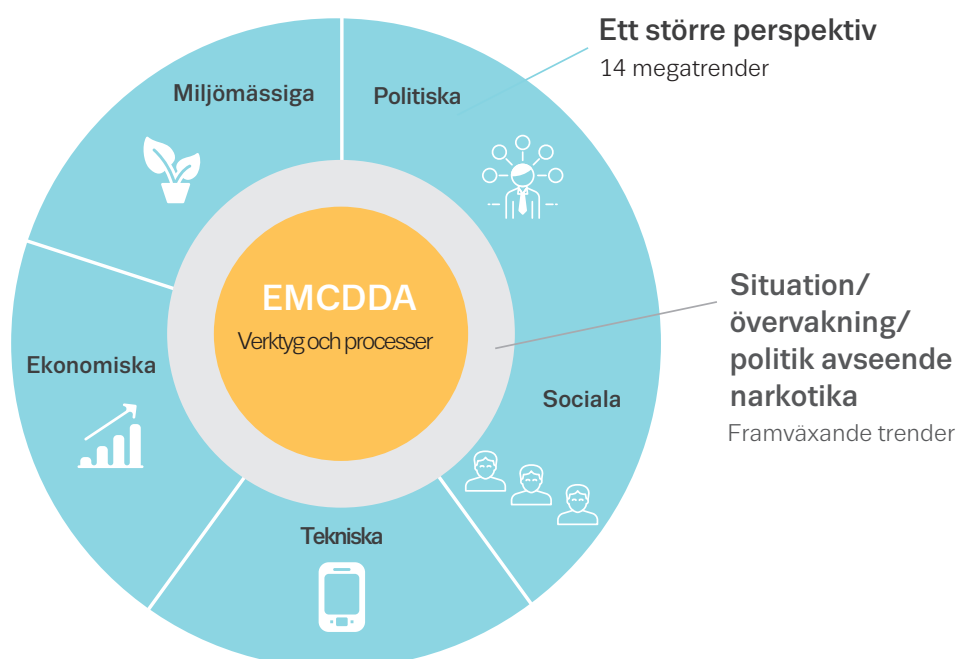 Ett större perspektiv
14 megatrender
Miljömässiga
Politiska
EMCDDA
Verktyg och processer
Situation/
övervakning/
politik avseende
narkotika
Framväxande trender
Ekonomiska
Sociala
Tekniska